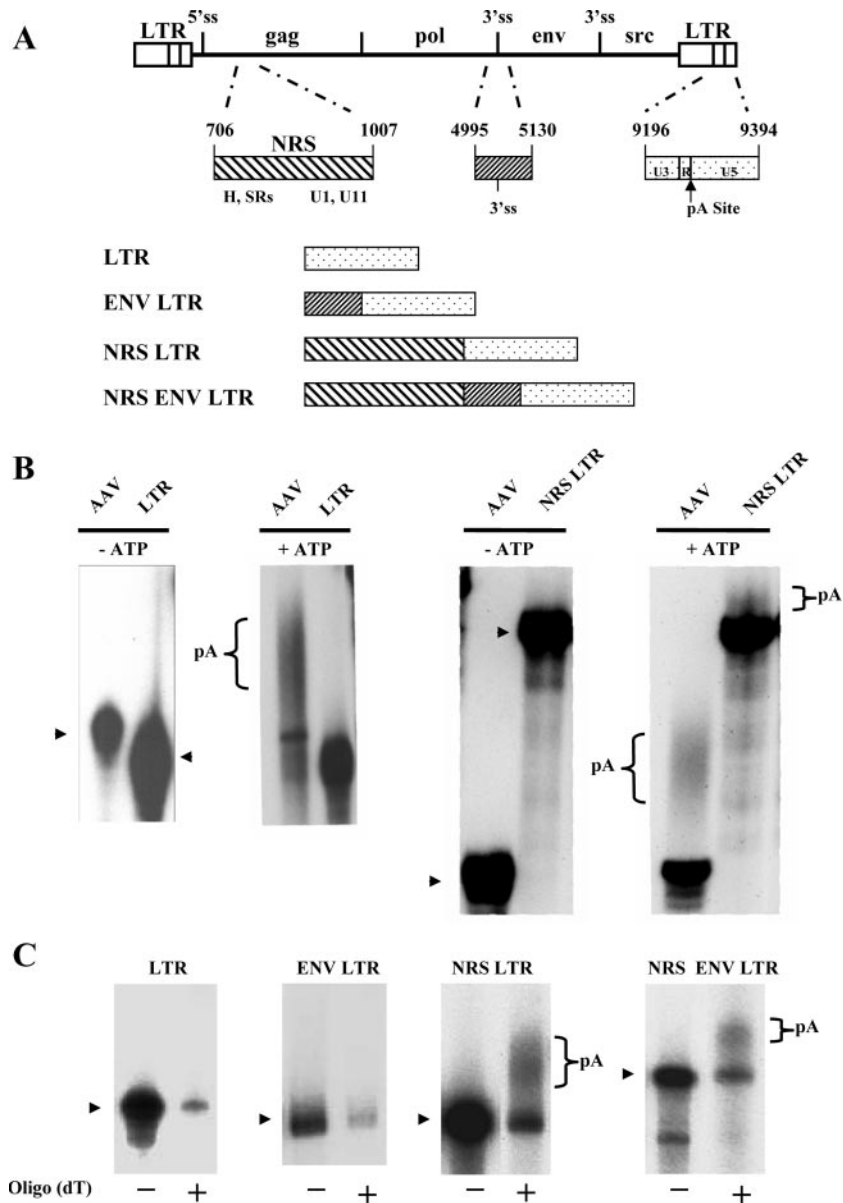 A
5'ss
3'ss
3'ss
LTR
gag
pol
env
src
LTR
706
1007
4995
5130
9196
9394
NRS
U3
R
U5
H, SRs
U1, U11
3'ss
pA Site
LTR
ENV LTR
NRS LTR
NRS ENV LTR
B
AAV
LTR
- ATP
AAV
LTR
+ ATP
pA
AAV
NRS LTR
- ATP
AAV
NRS LTR
+ ATP
pA
pA
C
LTR
ENV LTR
NRS LTR
NRS ENV LTR
pA
pA
Oligo (dT)
− +
− +
− +
− +